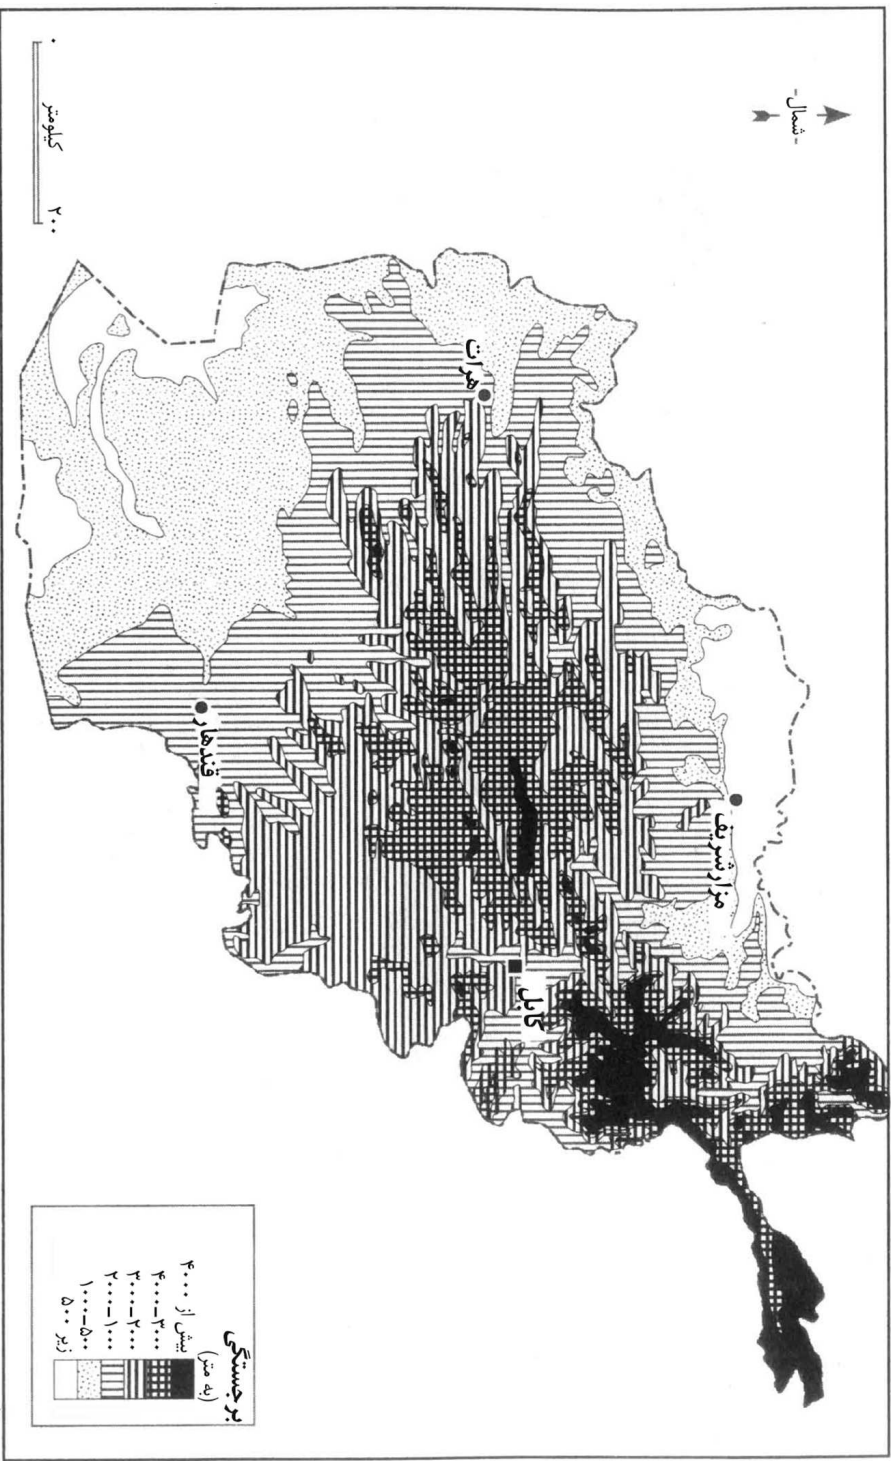 -شمال-
۰ ۲۰۰
کیلومتر
هرات
مزارشریف
کابل
قندهار
برجستگی
(به متر)
بیش از ۴۰۰۰
۴۰۰۰-۳۰۰۰
۳۰۰۰-۲۰۰۰
۲۰۰۰-۱۰۰۰
۱۰۰۰-۵۰۰
زیر ۵۰۰